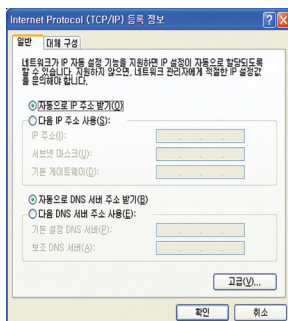 Internet Protocol (TCP/IP) 등록 정보
일반 대체 구성
네트워크가 IP 자동 설정 기능을 지원하면 IP 설정이 자동으로 할당되도록
할 수 있습니다. 지원하지 않으면, 네트워크 관리자에게 적절한 IP 설정값
을 문의해야 합니다.
자동으로 IP 주소 받기(O)
다음 IP 주소 사용(S):
IP 주소(I):
서브넷 마스크(U):
기본 게이트웨이(D):
자동으로 DNS 서버 주소 받기(B)
다음 DNS 서버 주소 사용(E):
기본 설정 DNS 서버(P):
보조 DNS 서버(A):
고급(V)...
확인 취소